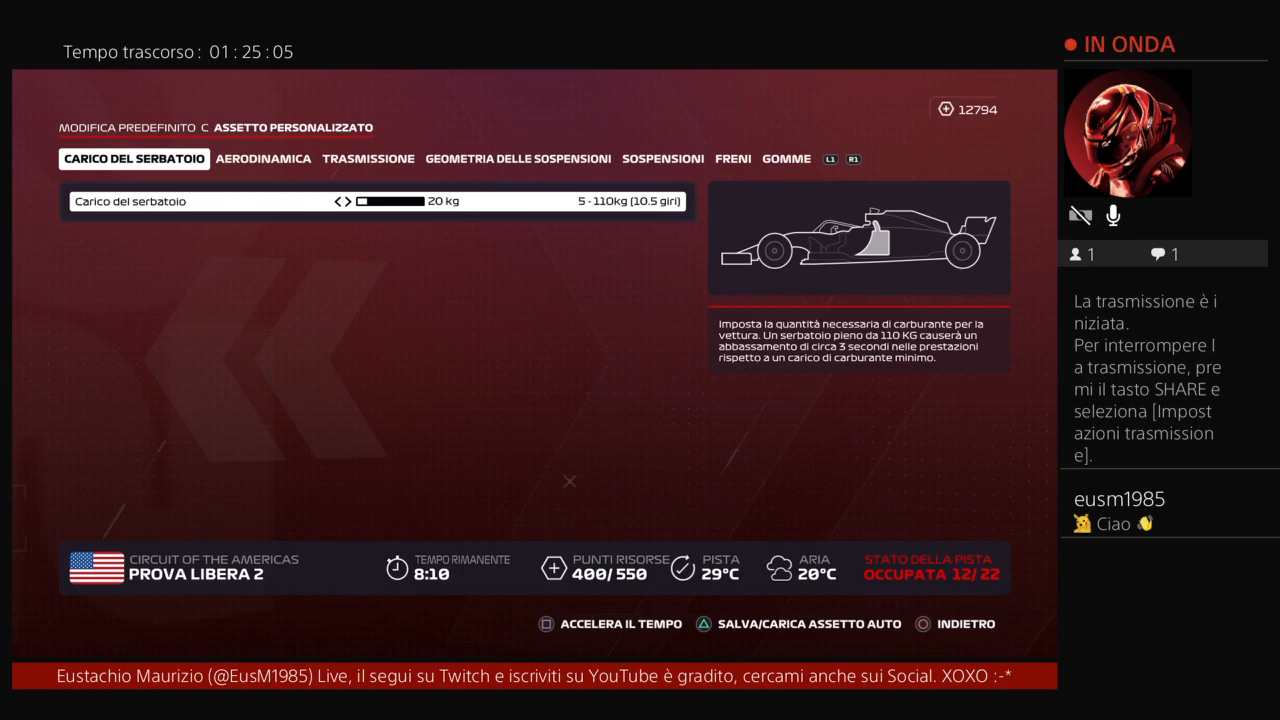 Tempo trascorso : 01 : 25 : 05
IN ONDA
12794
MODIFICA PREDEFINITO C ASSETTO PERSONALIZZATO
CARICO DEL SERBATOIO AERODINAMICA TRASMISSIONE GEOMETRIA DELLE SOSPENSIONI SOSPENSIONI FRENI GOMME L1 R1
Carico del serbatoio 20 kg 5 - 110kg (10.5 giri)
Imposta la quantità necessaria di carburante per la
vettura. Un serbatoio pieno da 110 KG causerà un
abbassamento di circa 3 secondi nelle prestazioni
rispetto a un carico di carburante minimo.
1 1
La trasmissione è i
niziata.
Per interrompere l
a trasmissione, pre
mi il tasto SHARE e
seleziona [Impost
azioni trasmission
e].
eusm1985
Ciao
CIRCUIT OF THE AMERICAS
PROVA LIBERA 2
TEMPO RIMANENTE
8:10
PUNTI RISORSE
400/550
PISTA
29°C
ARIA
20°C
STATO DELLA PISTA
OCCUPATA 12/22
ACCELERA IL TEMPO SALVA/CARICA ASSETTO AUTO INDIETRO
Eustachio Maurizio (@EusM1985) Live, il segui su Twitch e iscriviti su YouTube è gradito, cercami anche sui Social. XOXO :-*